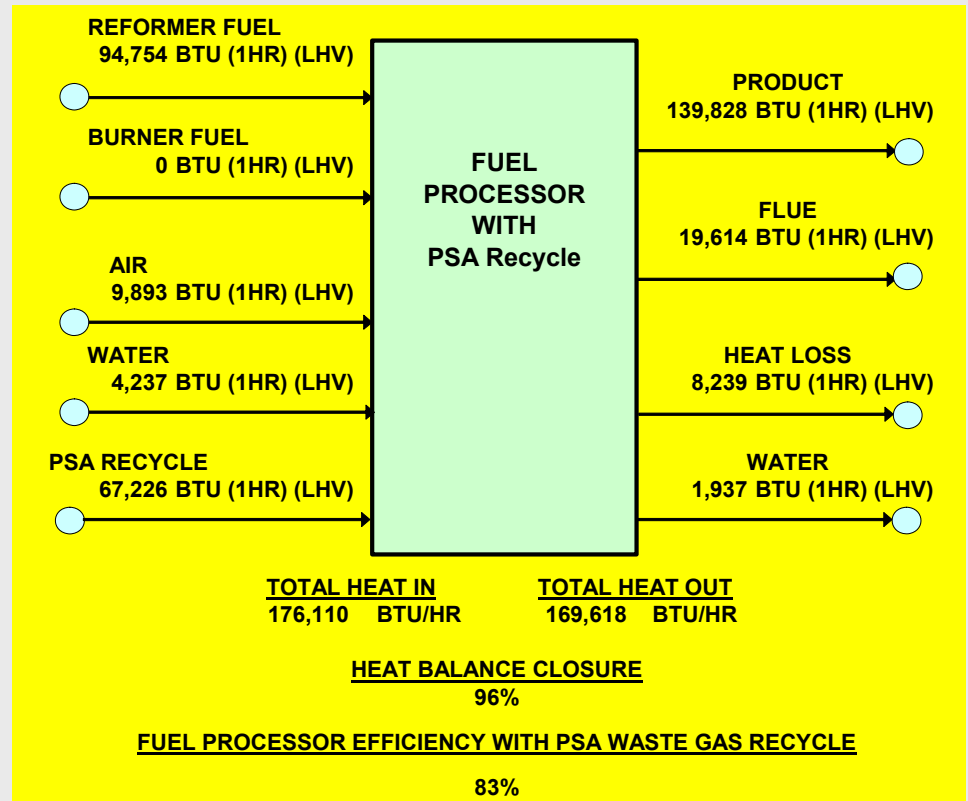 REFORMER FUEL
94,754 BTU (1HR) (LHV)
BURNER FUEL
0 BTU (1HR) (LHV)
AIR
9,893 BTU (1HR) (LHV)
WATER
4,237 BTU (1HR) (LHV)
PSA RECYCLE
67,226 BTU (1HR) (LHV)
FUEL
PROCESSOR
WITH
PSA Recycle
PRODUCT
139,828 BTU (1HR) (LHV)
FLUE
19,614 BTU (1HR) (LHV)
HEAT LOSS
8,239 BTU (1HR) (LHV)
WATER
1,937 BTU (1HR) (LHV)
TOTAL HEAT IN
176,110 BTU/HR
TOTAL HEAT OUT
169,618 BTU/HR
HEAT BALANCE CLOSURE
96%
FUEL PROCESSOR EFFICIENCY WITH PSA WASTE GAS RECYCLE
83%